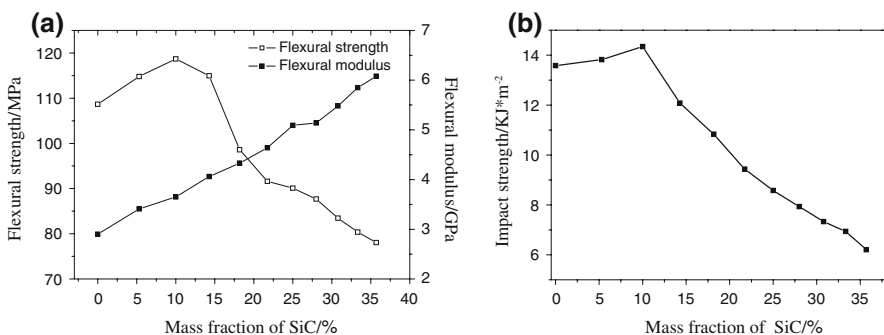 (a)
Flexural strength/MPa
120
110
100
90
80
70
Flexural strength
Flexural modulus
7
6
5
4
3
2
Flexural modulus/GPa
0 5 10 15 20 25 30 35 40
Mass fraction of SiC/%
(b)
Impact strength/KJ*m-2
14
12
10
8
6
0 5 10 15 20 25 30 35
Mass fraction of SiC/%